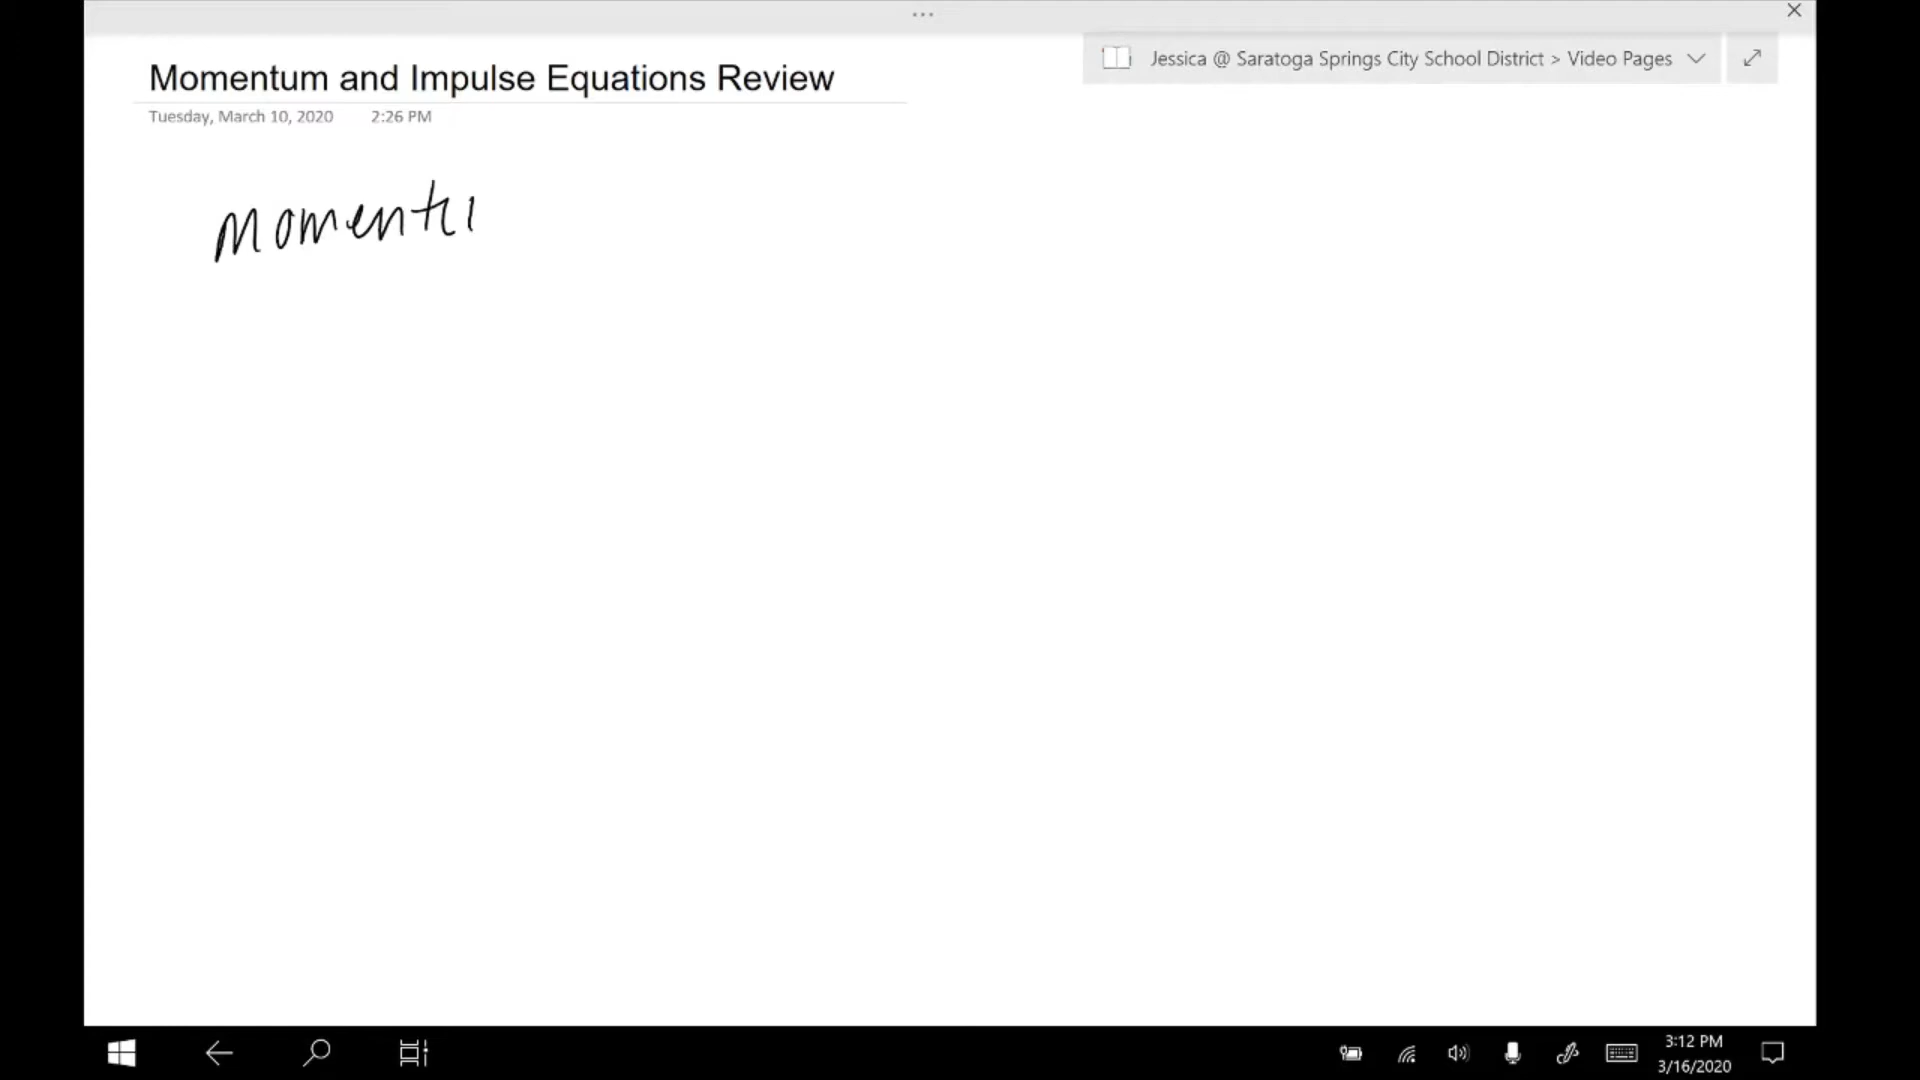 Jessica @ Saratoga Springs City School District > Video Pages
Momentum and Impulse Equations Review
Tuesday, March 10, 2020 2:26 PM
Momentu
3:12 PM
3/16/2020